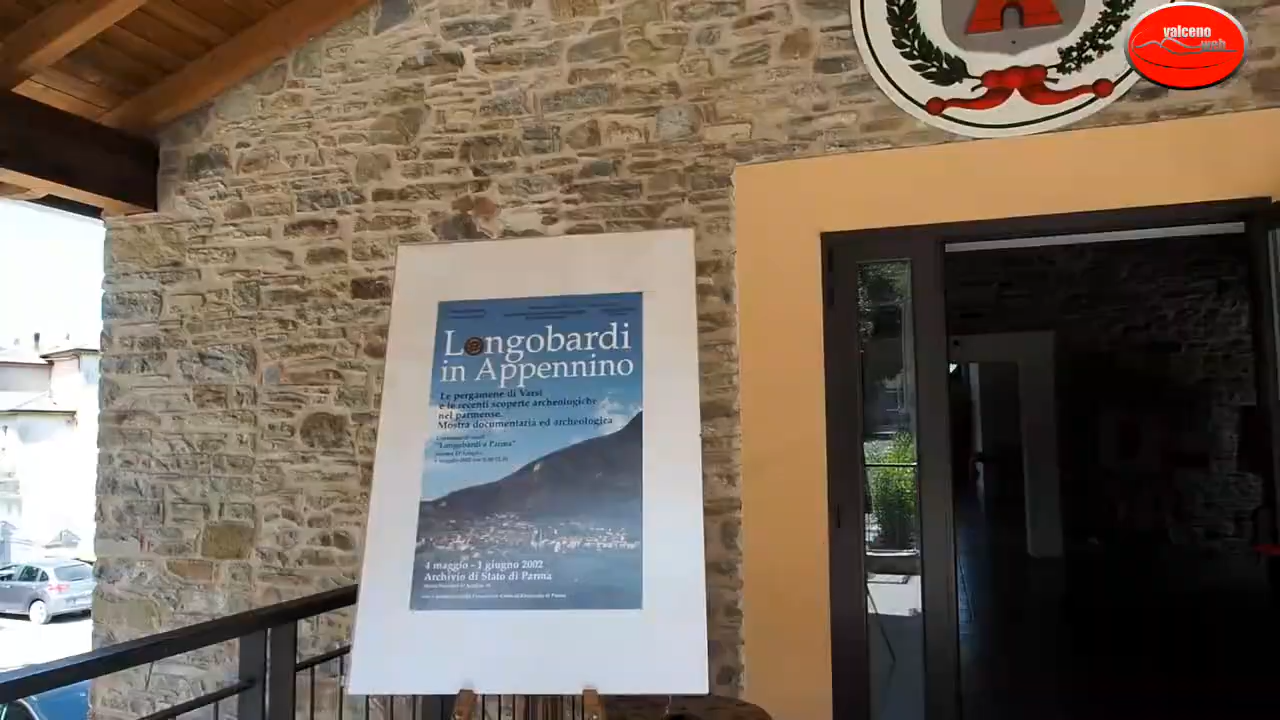 valceno
web
Longobardi
in Appennino
Le pergamene di Varsi
e le recenti scoperte archeologiche
nel parmense.
Mostra documentaria ed archeologica
"Longobardi e Parma"
4 maggio - 1 giugno 2002
Archivio di Stato di Parma